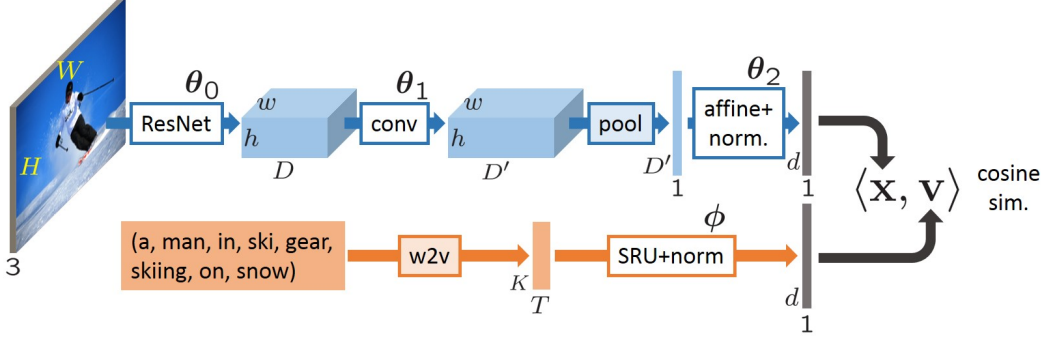 W
H
3
θ₀
ResNet
w
h
D
θ₁
conv
w
h
D′
pool
D′
1
θ₂
affine+
norm.
d
1
⟨x, v⟩
cosine
sim.
(a, man, in, ski, gear,
skiing, on, snow)
w2v
K
T
ϕ
SRU+norm
d
1